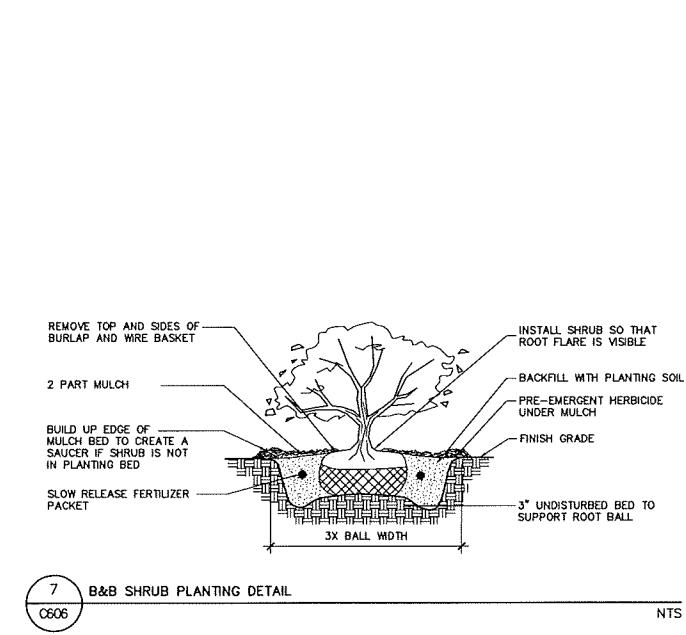 REMOVE TOP AND SIDES OF
BURLAP AND WIRE BASKET
2 PART MULCH
BUILD UP EDGE OF
MULCH BED TO CREATE A
SAUCER IF SHRUB IS NOT
IN PLANTING BED
SLOW RELEASE FERTILIZER
PACKET
INSTALL SHRUB SO THAT
ROOT FLARE IS VISIBLE
BACKFILL WITH PLANTING SOIL
PRE-EMERGENT HERBICIDE
UNDER MULCH
FINISH GRADE
3" UNDISTURBED BED TO
SUPPORT ROOT BALL
3X BALL WIDTH
7
C606
B&B SHRUB PLANTING DETAIL
NTS